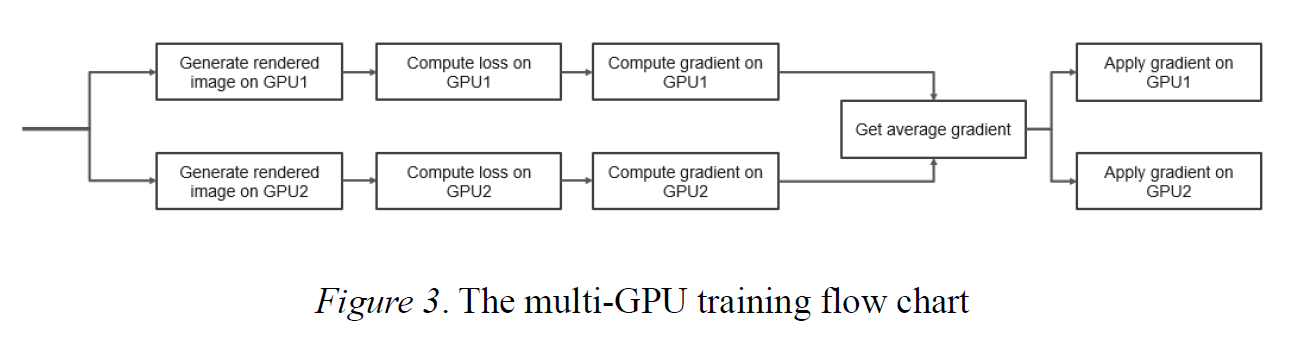 Generate rendered
image on GPU1
Compute loss on
GPU1
Compute gradient on
GPU1
Get average gradient
Apply gradient on
GPU1
Generate rendered
image on GPU2
Compute loss on
GPU2
Compute gradient on
GPU2
Apply gradient on
GPU2
Figure 3. The multi-GPU training flow chart